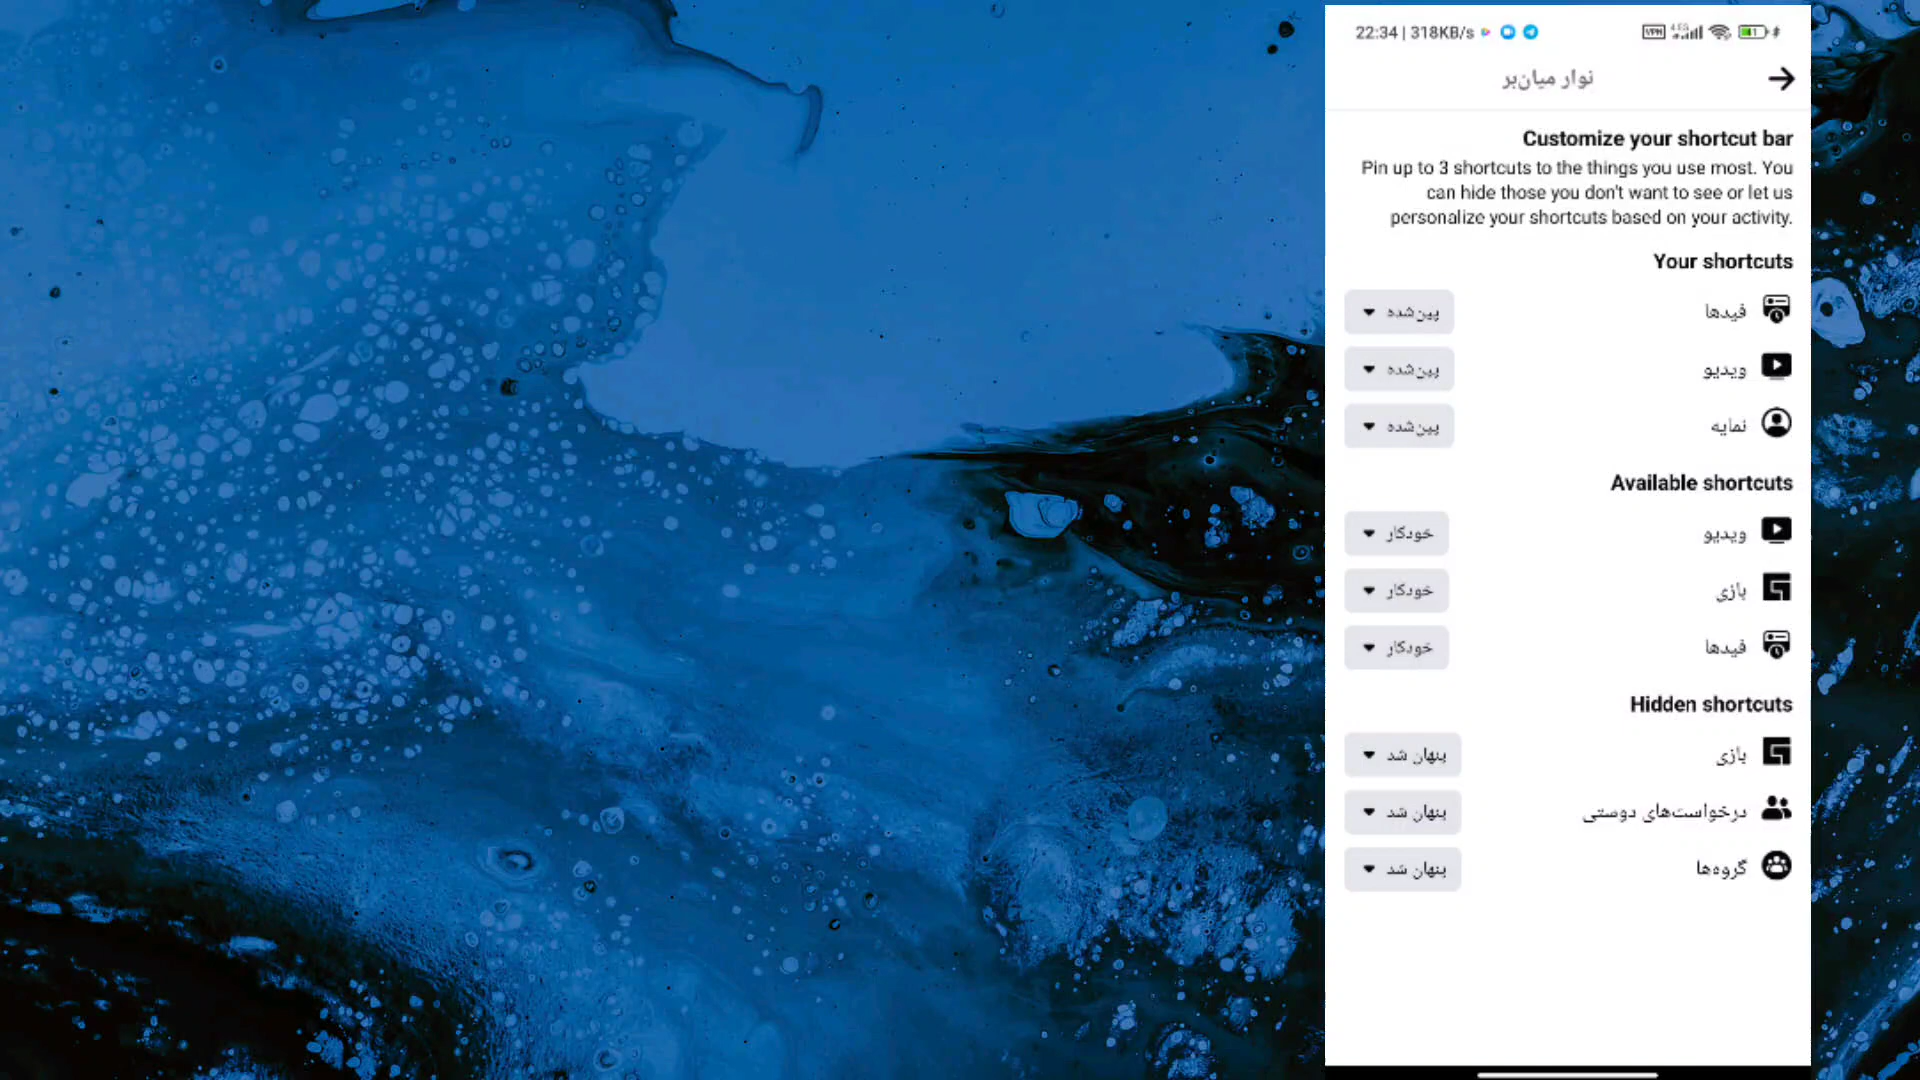 22:34 | 318KB/s
VPN
نوار میان‌بر
Customize your shortcut bar
Pin up to 3 shortcuts to the things you use most. You
can hide those you don't want to see or let us
personalize your shortcuts based on your activity.
Your shortcuts
فیدها
پین‌شده
ویدیو
پین‌شده
نمایه
پین‌شده
Available shortcuts
ویدیو
خودکار
بازی
خودکار
فیدها
خودکار
Hidden shortcuts
بازی
پنهان شد
درخواست‌های دوستی
پنهان شد
گروه‌ها
پنهان شد